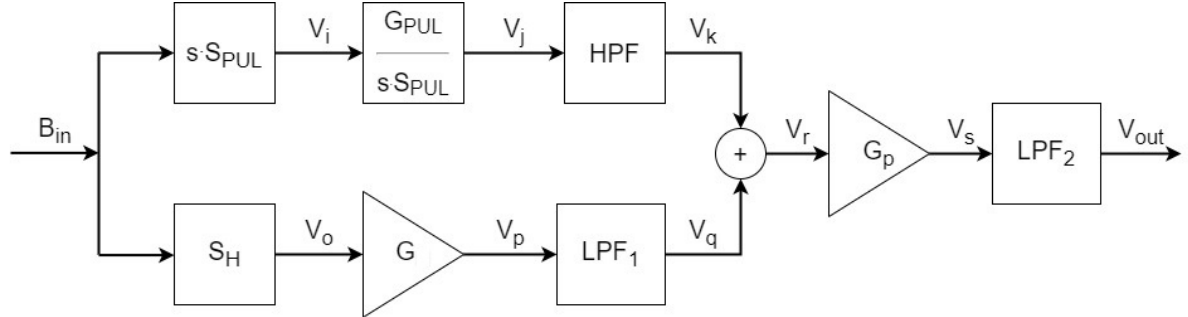 B_in
s·S_PUL
V_i
G_PUL
s·S_PUL
V_j
HPF
V_k
S_H
V_o
G
V_p
LPF_1
V_q
+
V_r
G_p
V_s
LPF_2
V_out